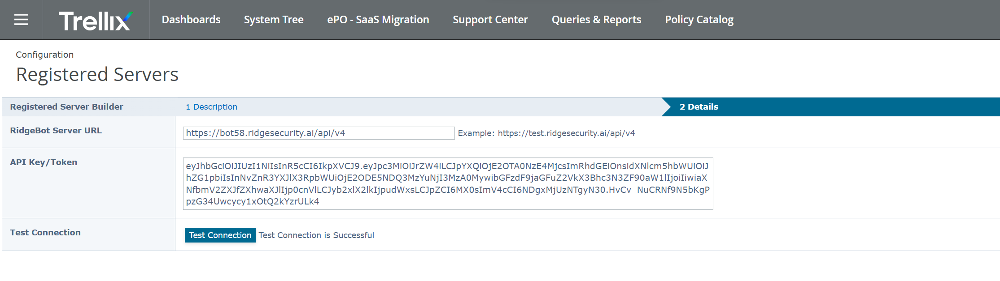 Trellix Dashboards System Tree ePO - SaaS Migration Support Center Queries & Reports Policy Catalog
Configuration
Registered Servers
Registered Server Builder 1 Description 2 Details
RidgeBot Server URL https://bot58.ridgesecurity.ai/api/v4 Example: https://test.ridgesecurity.ai/api/v4
API Key/Token
eyJhbGciOiJIUzI1NiIsInR5cCI6IkpXVCJ9.eyJpc3MiOiJrZW4iLCJpYXQiOjE2OTA0NzE4MjcsImRhdGEiOnsidXNlcm5hbWUiOiJ
hZG1pbiIsInNvZnR3YXJlX3RpbWUiOjE2ODE5NDQ3MzYuNjI3MzA0MywibGFzdF9jaGFuZ2VkX3Bhc3N3ZF90aW1lIjoiIiwiaX
NfbmV2ZXJfZXhwaXJlIjp0cnVlLCJyb2xlX2lkIjpudWxsLCJpZCI6MX0sImV4cCI6NDgxMjUzNTgyN30.HvCv_NuCRNf9N5bKgP
pzG34Uwcycy1xOtQ2kYzrULk4
Test Connection Test Connection Test Connection is Successful